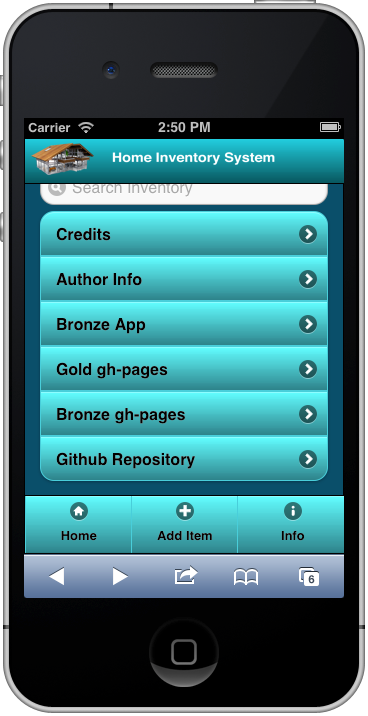 Carrier 2:50 PM
Home Inventory System
Search Inventory
Credits
Author Info
Bronze App
Gold gh-pages
Bronze gh-pages
Github Repository
Home Add Item Info
6